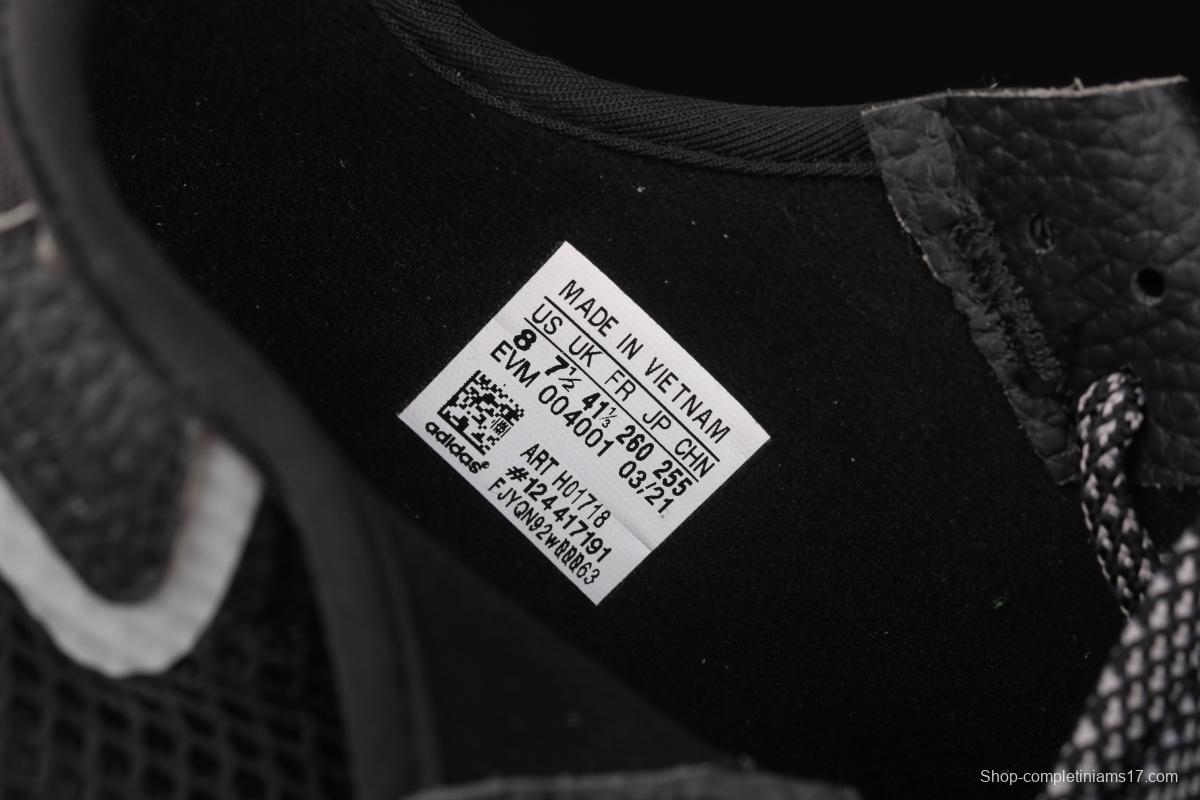 MADE IN VIETNAM
US UK FR JP CHN
8 7½ 41⅓ 260 255
EVM 004001 03/21
adidas
ART H01718
#124417191
Shop-completiniams17.com